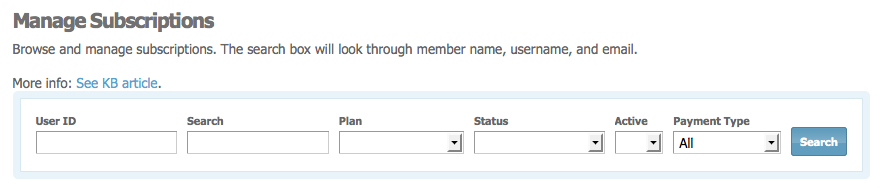 Manage Subscriptions
Browse and manage subscriptions. The search box will look through member name, username, and email.
More info: See KB article.
User ID Search Plan Status Active Payment Type
All Search